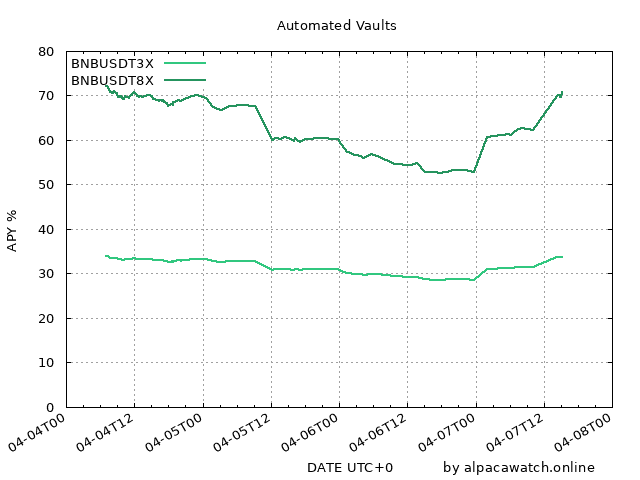 Automated Vaults
BNBUSDT3X
BNBUSDT8X
APY %
80
70
60
50
40
30
20
10
0
04-04T00
04-04T12
04-05T00
04-05T12
04-06T00
04-06T12
04-07T00
04-07T12
04-08T00
DATE UTC+0
by alpacawatch.online